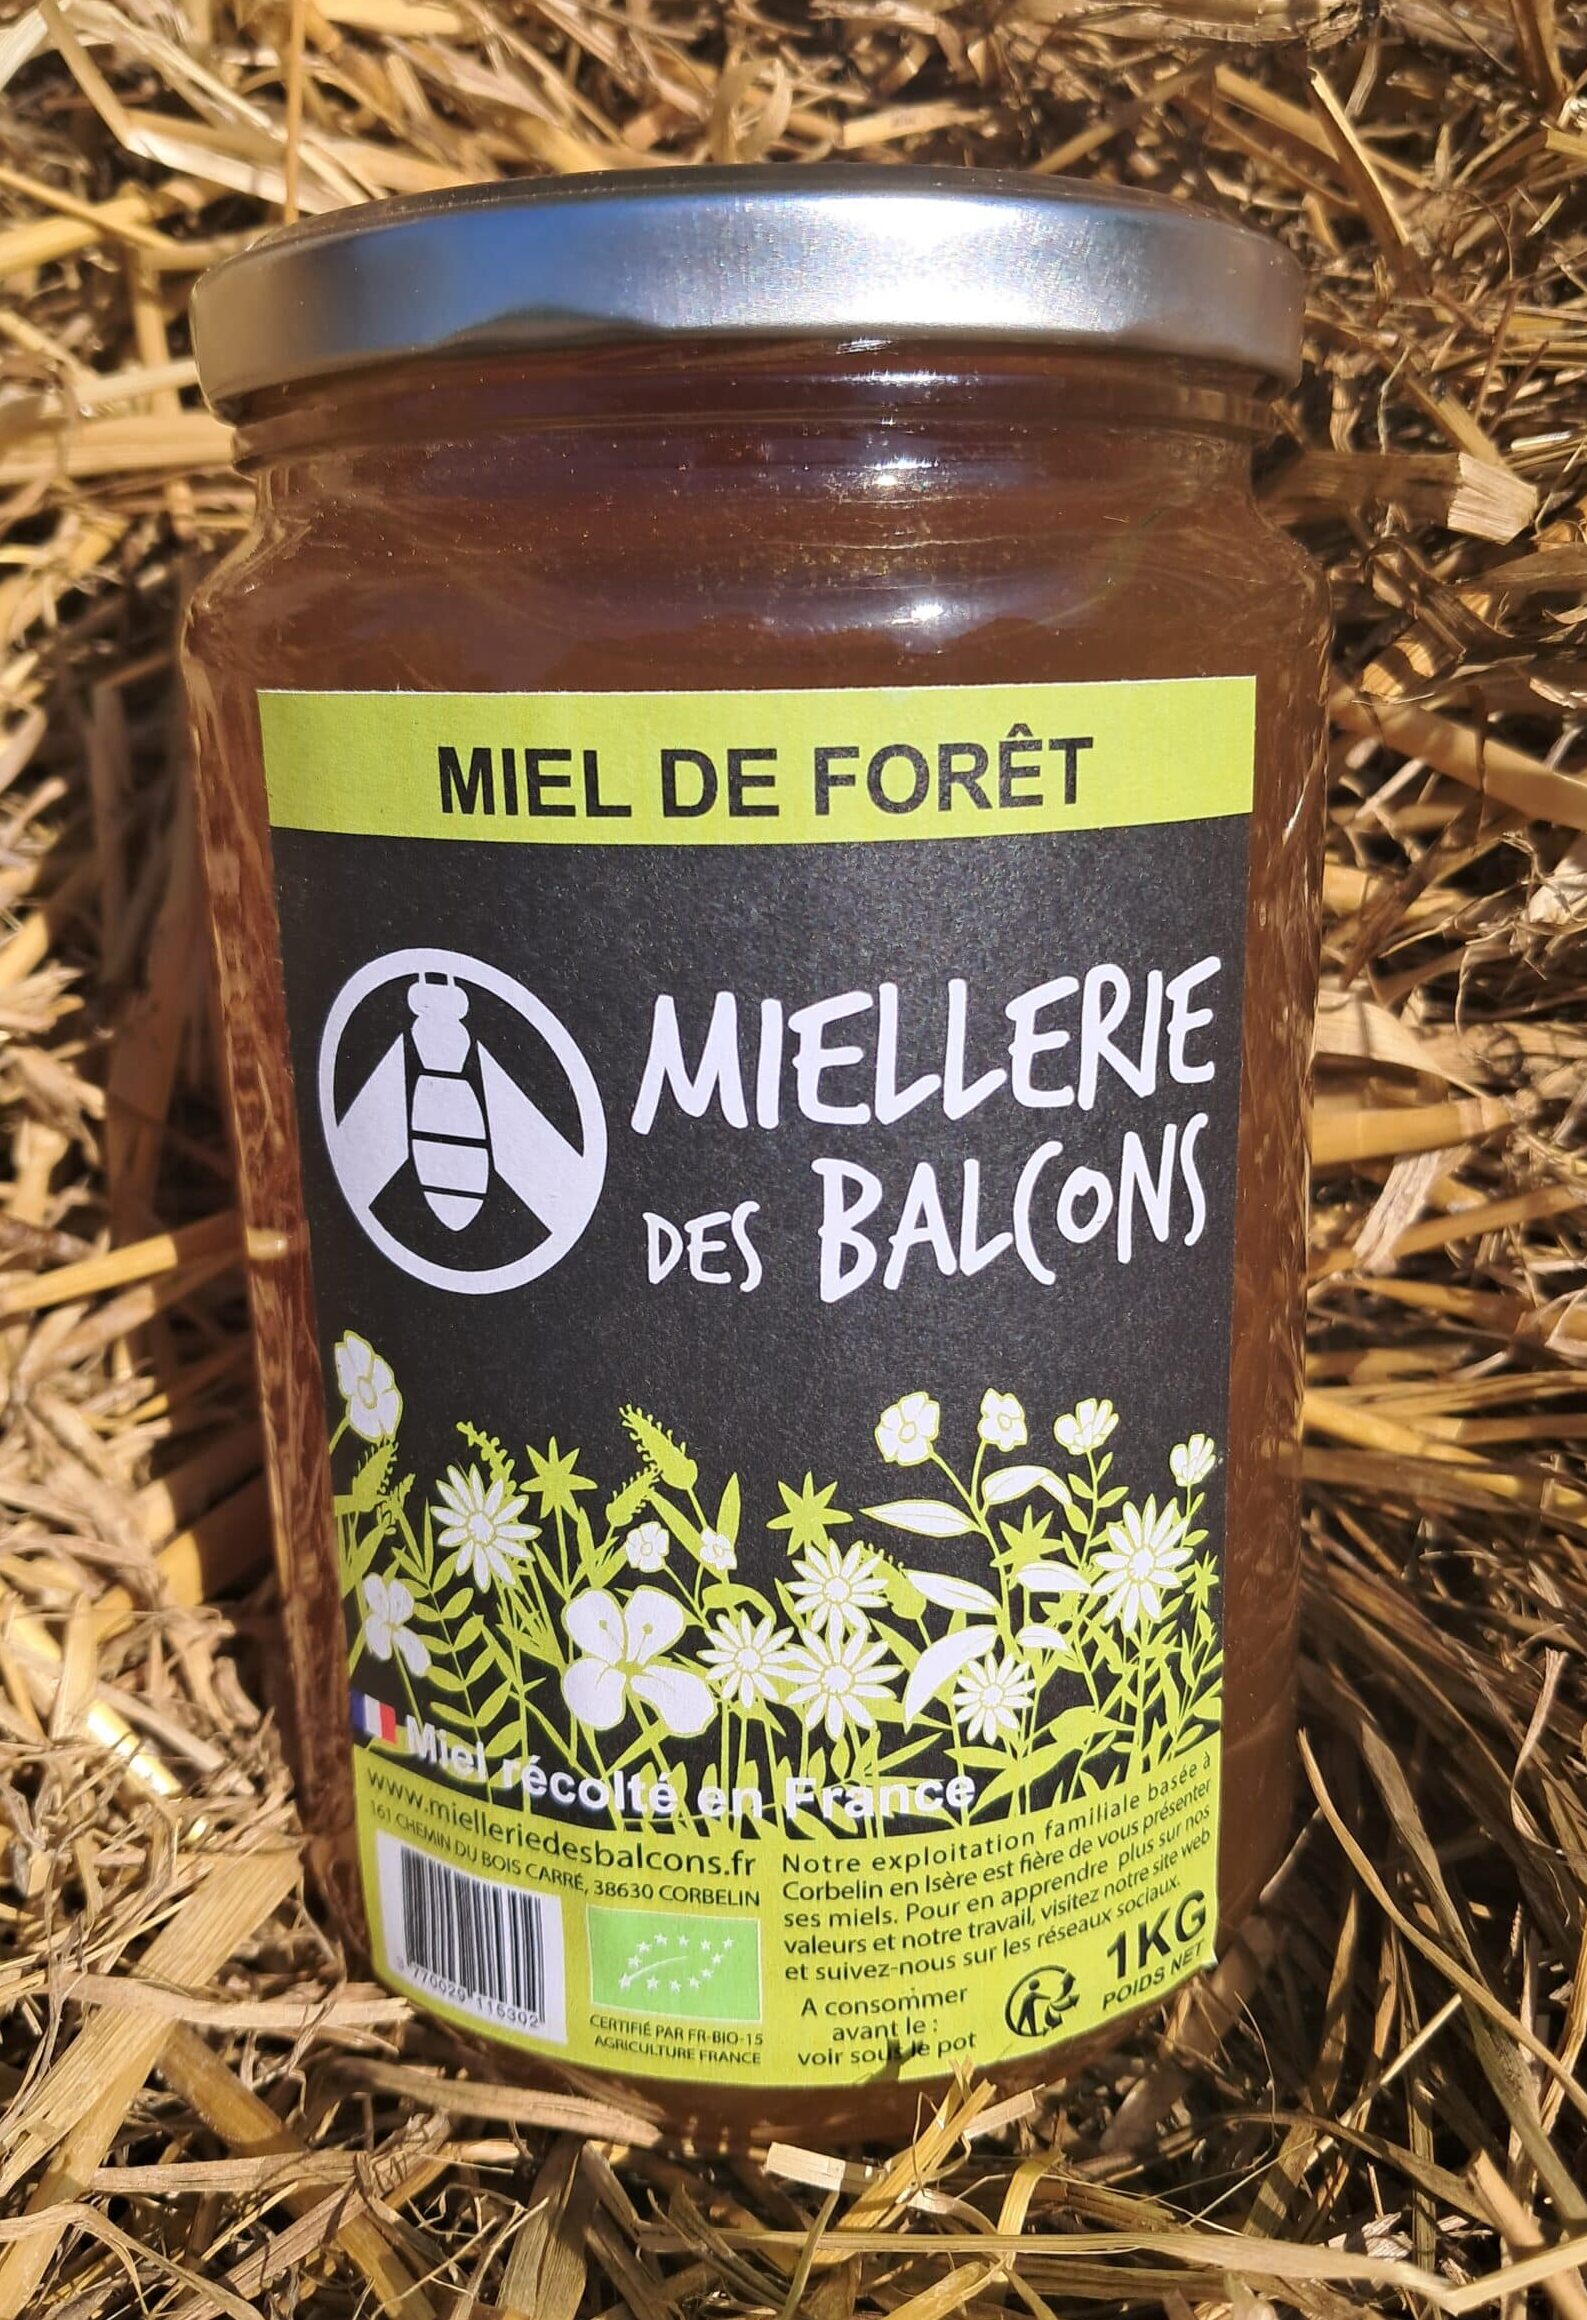 MIEL DE FORÊT
MIELLERIE
DES BALCONS
Miel récolté en France
www.mielleriedesbalcons.fr
161 CHEMIN DU BOIS CARRÉ, 38630 CORBELIN
3 770029 115302
CERTIFIÉ PAR FR-BIO-15
AGRICULTURE FRANCE
Notre exploitation familiale basée à
Corbelin en Isère est fière de vous présenter
ses miels. Pour en apprendre plus sur nos
valeurs et notre travail, visitez notre site web
et suivez-nous sur les réseaux sociaux.
A consommer
avant le :
voir sous le pot
1KG
POIDS NET